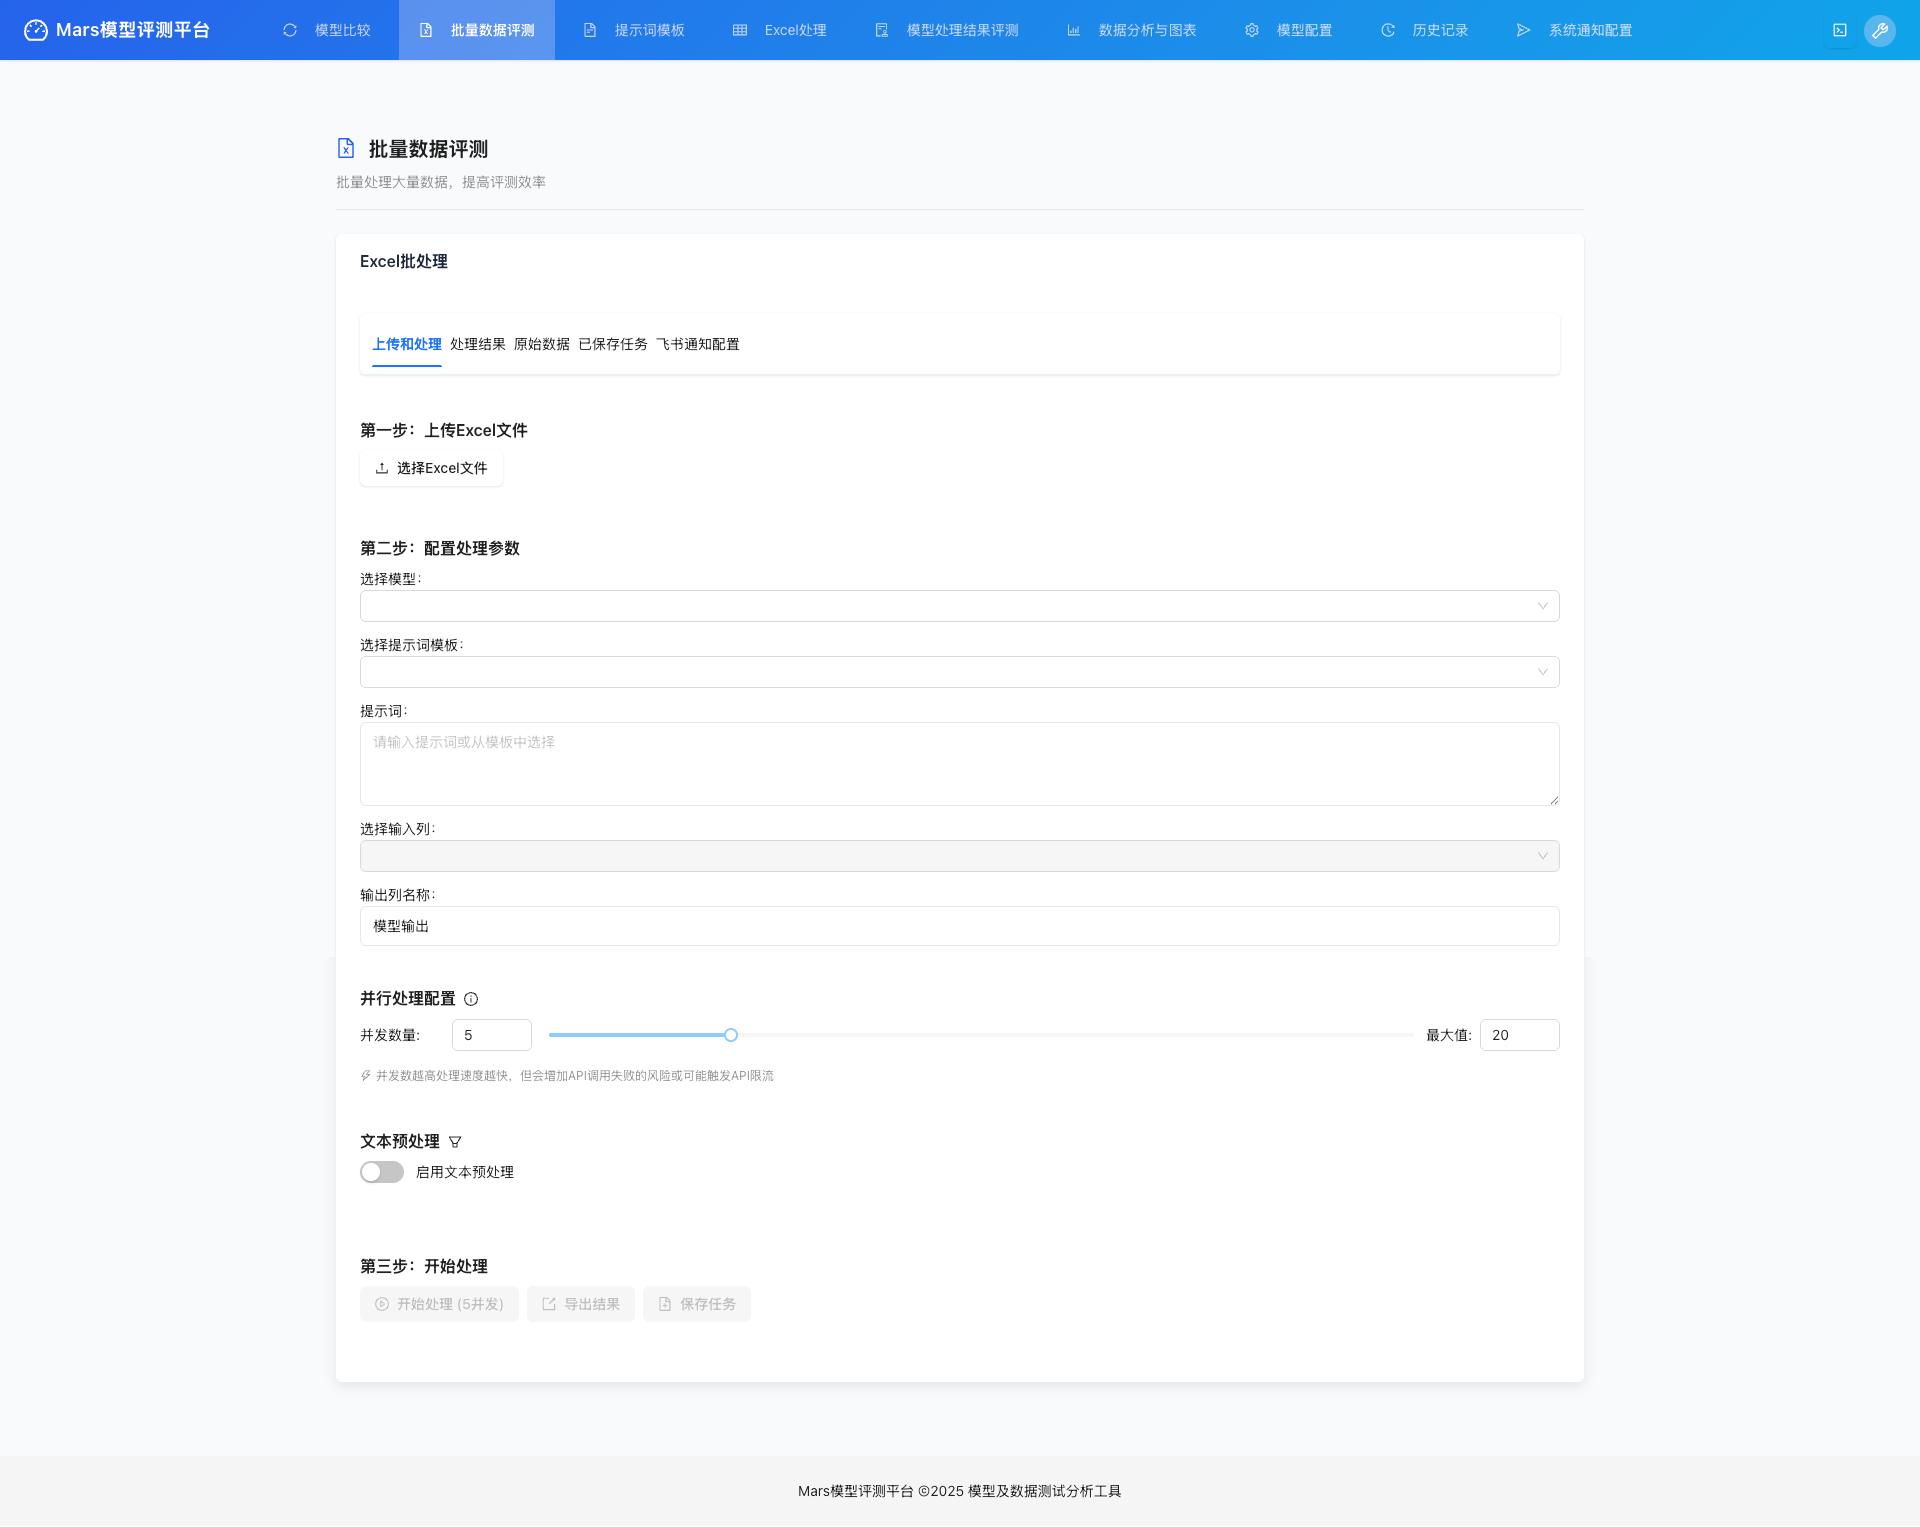 Mars模型评测平台 模型比较 批量数据评测 提示词模板 Excel处理 模型处理结果评测 数据分析与图表 模型配置 历史记录 系统通知配置
批量数据评测
批量处理大量数据，提高评测效率
Excel批处理
上传和处理 处理结果 原始数据 已保存任务 飞书通知配置
第一步：上传Excel文件
选择Excel文件
第二步：配置处理参数
选择模型：
选择提示词模板：
提示词：
请输入提示词或从模板中选择
选择输入列：
输出列名称：
模型输出
并行处理配置
并发数量: 5 最大值: 20
并发数越高处理速度越快，但会增加API调用失败的风险或可能触发API限流
文本预处理
启用文本预处理
第三步：开始处理
开始处理 (5并发) 导出结果 保存任务
Mars模型评测平台 ©2025 模型及数据测试分析工具